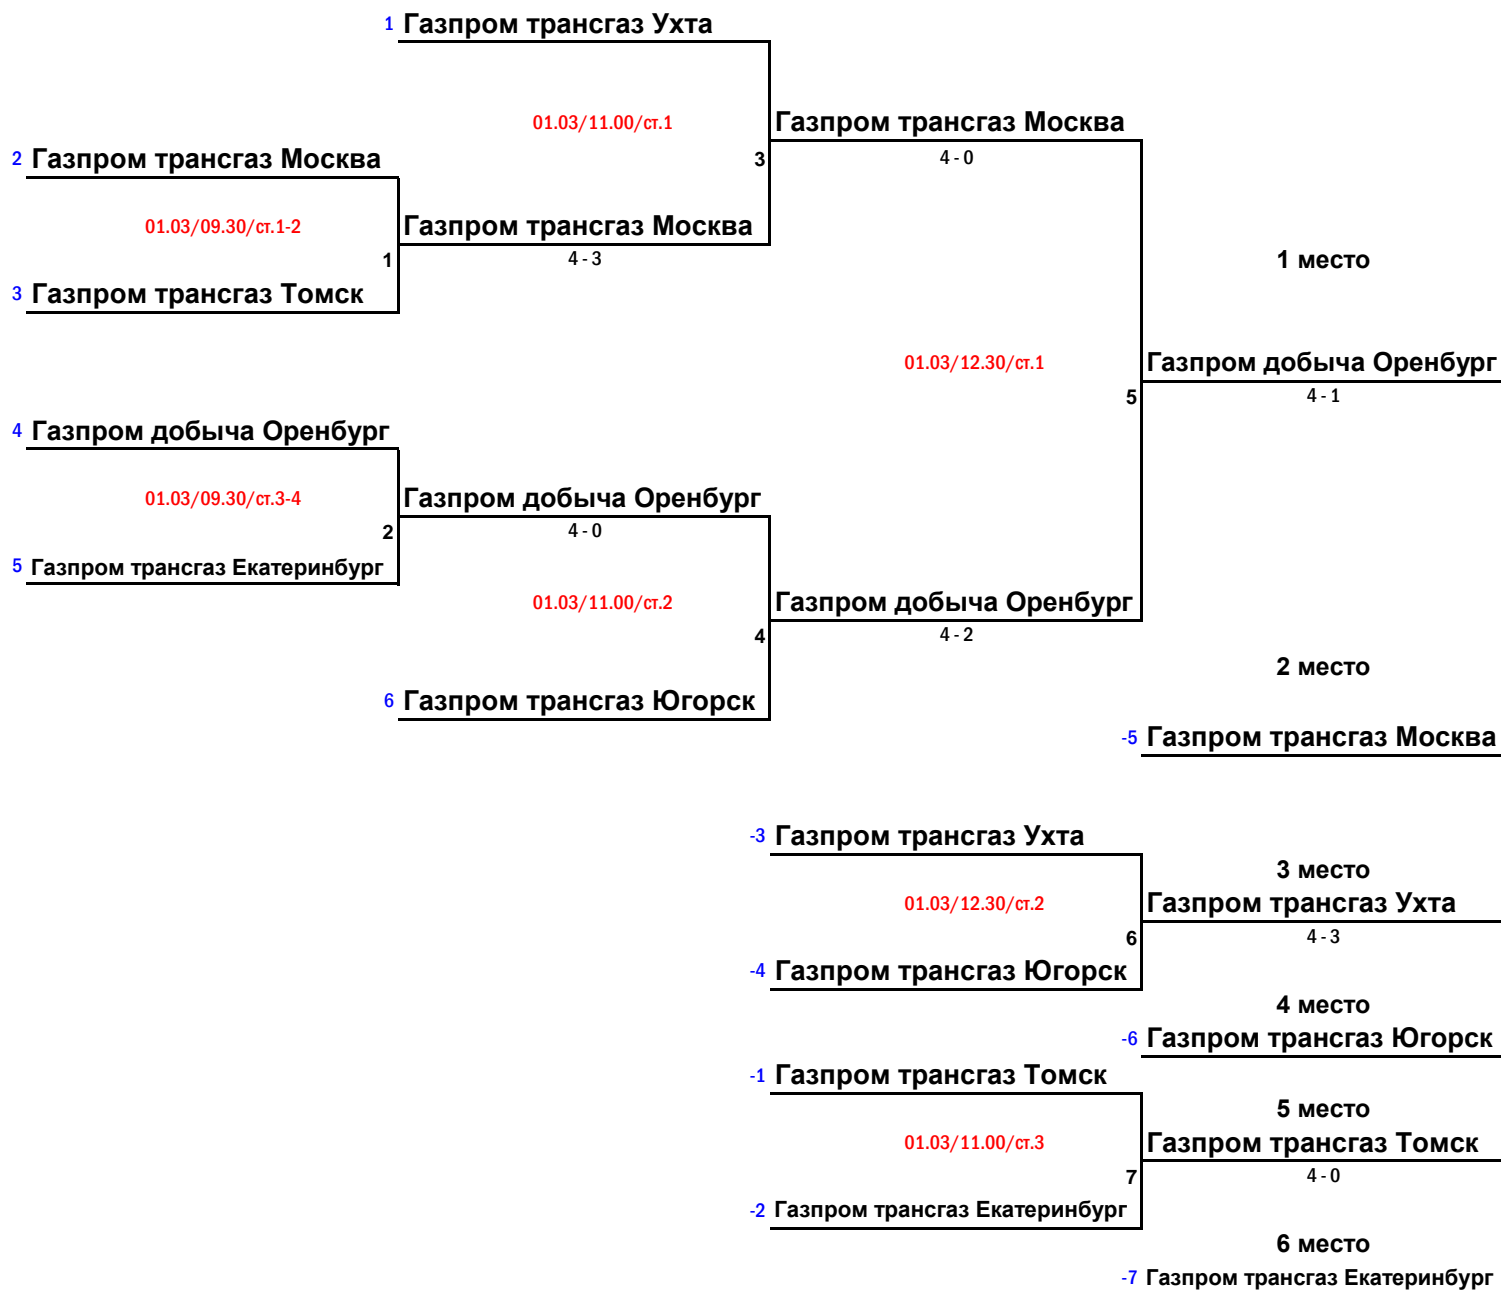 1 Газпром трансгаз Ухта
01.03/11.00/ст.1
Газпром трансгаз Москва
2 Газпром трансгаз Москва
3
4 - 0
01.03/09.30/ст.1-2
Газпром трансгаз Москва
1
4 - 3
1 место
3 Газпром трансгаз Томск
01.03/12.30/ст.1
Газпром добыча Оренбург
5
4 - 1
4 Газпром добыча Оренбург
01.03/09.30/ст.3-4
Газпром добыча Оренбург
2
4 - 0
5 Газпром трансгаз Екатеринбург
01.03/11.00/ст.2
Газпром добыча Оренбург
4
4 - 2
2 место
6 Газпром трансгаз Югорск
-5 Газпром трансгаз Москва
-3 Газпром трансгаз Ухта
3 место
01.03/12.30/ст.2
Газпром трансгаз Ухта
6
4 - 3
-4 Газпром трансгаз Югорск
4 место
-6 Газпром трансгаз Югорск
-1 Газпром трансгаз Томск
5 место
01.03/11.00/ст.3
Газпром трансгаз Томск
7
4 - 0
-2 Газпром трансгаз Екатеринбург
6 место
-7 Газпром трансгаз Екатеринбург